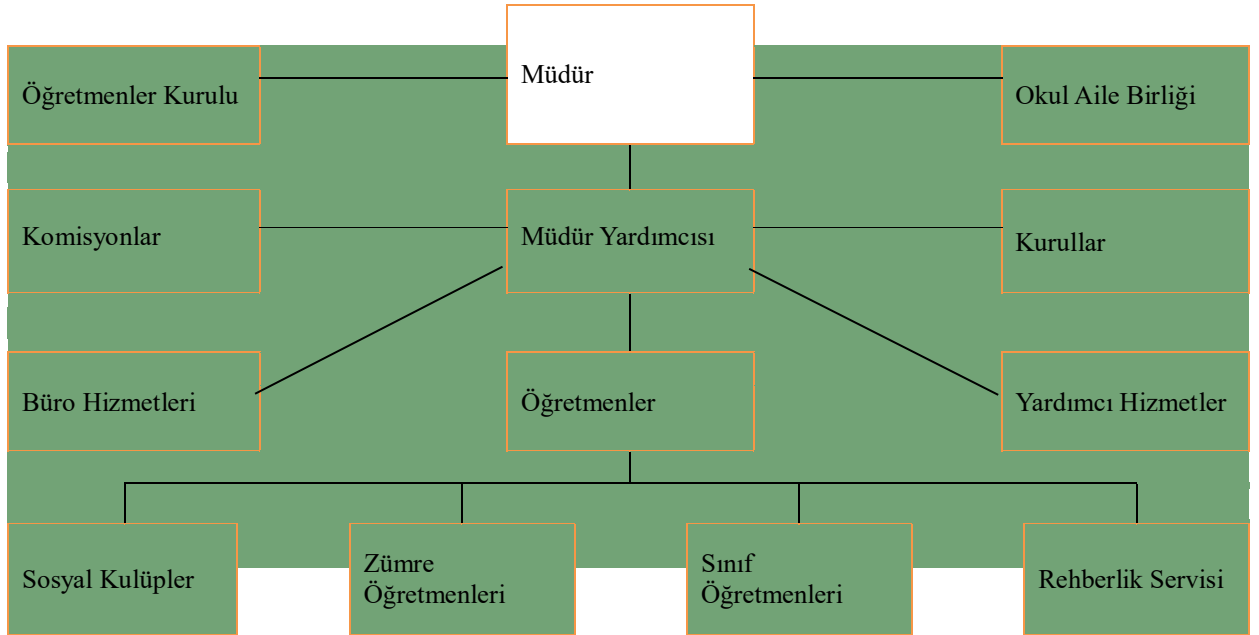 Müdür
Öğretmenler Kurulu
Okul Aile Birliği
Komisyonlar
Müdür Yardımcısı
Kurullar
Büro Hizmetleri
Öğretmenler
Yardımcı Hizmetler
Sosyal Kulüpler
Zümre
Öğretmenleri
Sınıf
Öğretmenleri
Rehberlik Servisi